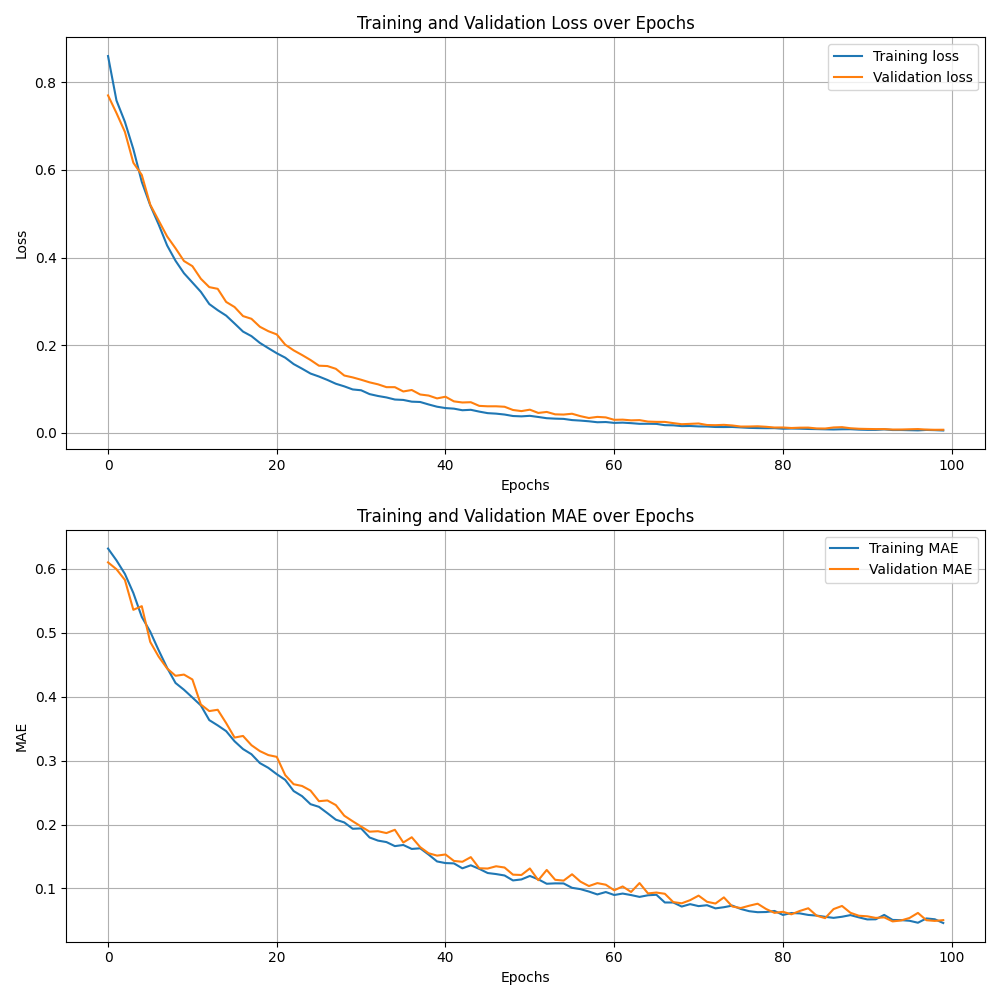 Training and Validation Loss over Epochs
Training loss
Validation loss
0.8
0.6
0.4
0.2
0.0
Loss
0
20
40
60
80
100
Epochs
Training and Validation MAE over Epochs
Training MAE
Validation MAE
0.6
0.5
0.4
0.3
0.2
0.1
MAE
0
20
40
60
80
100
Epochs